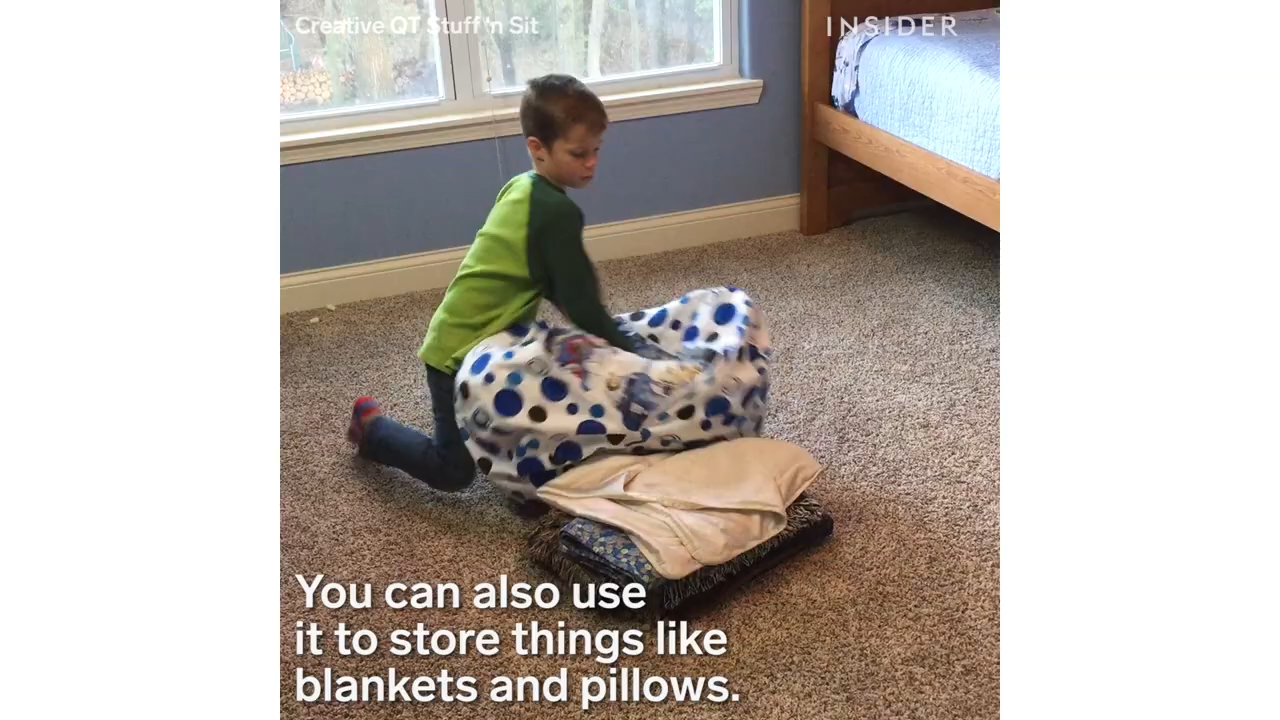 Creative QT Stuff 'n Sit
INSIDER
You can also use
it to store things like
blankets and pillows.